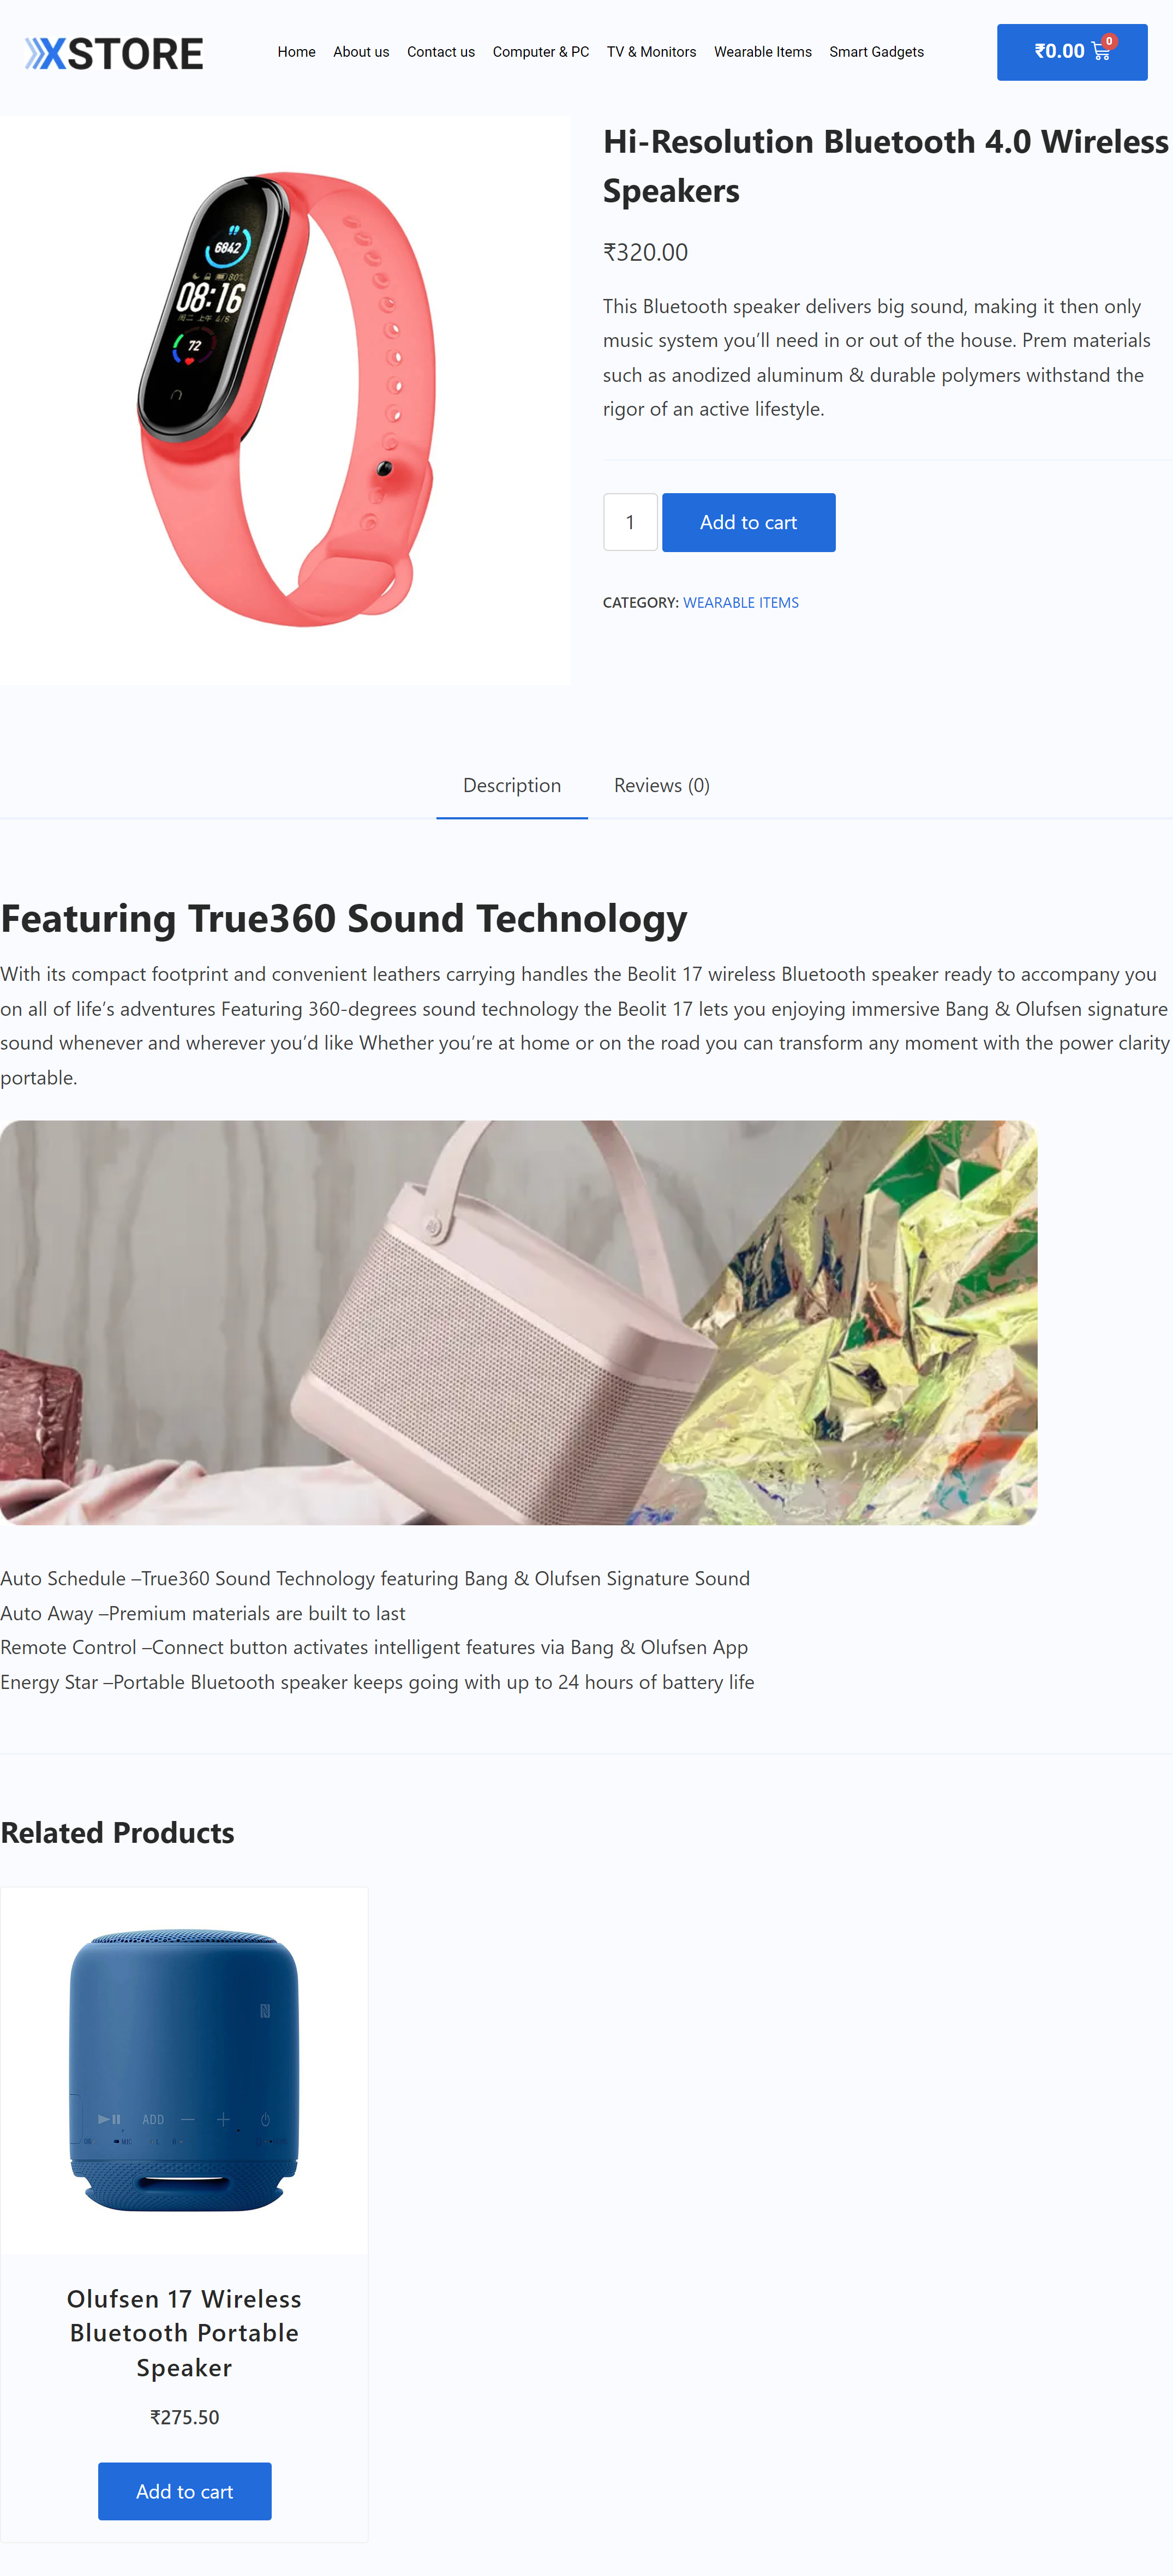 XSTORE
Home About us Contact us Computer & PC TV & Monitors Wearable Items Smart Gadgets
₹0.00 0
6842
80%
08:16
周二 上午 4/8
72
Hi-Resolution Bluetooth 4.0 Wireless
Speakers
₹320.00
This Bluetooth speaker delivers big sound, making it then only
music system you’ll need in or out of the house. Prem materials
such as anodized aluminum & durable polymers withstand the
rigor of an active lifestyle.
1 Add to cart
CATEGORY: WEARABLE ITEMS
Description Reviews (0)
Featuring True360 Sound Technology
With its compact footprint and convenient leathers carrying handles the Beolit 17 wireless Bluetooth speaker ready to accompany you
on all of life’s adventures Featuring 360-degrees sound technology the Beolit 17 lets you enjoying immersive Bang & Olufsen signature
sound whenever and wherever you’d like Whether you’re at home or on the road you can transform any moment with the power clarity
portable.
Auto Schedule –True360 Sound Technology featuring Bang & Olufsen Signature Sound
Auto Away –Premium materials are built to last
Remote Control –Connect button activates intelligent features via Bang & Olufsen App
Energy Star –Portable Bluetooth speaker keeps going with up to 24 hours of battery life
Related Products
ADD
MIC
Olufsen 17 Wireless
Bluetooth Portable
Speaker
₹275.50
Add to cart